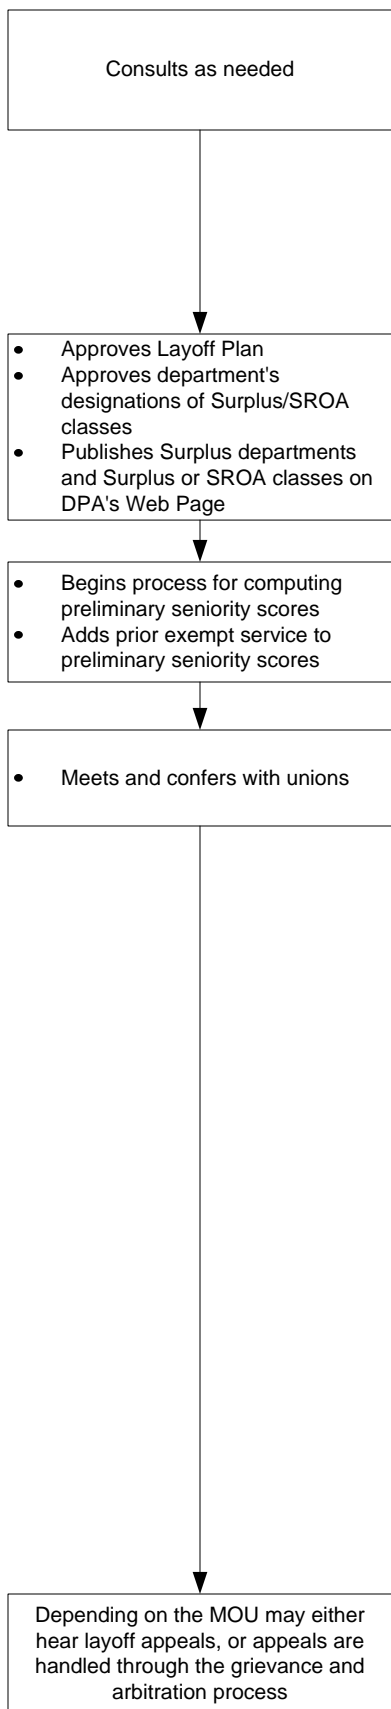 Consults as needed
• Approves Layoff Plan
• Approves department's
designations of Surplus/SROA
classes
• Publishes Surplus departments
and Surplus or SROA classes on
DPA's Web Page
• Begins process for computing
preliminary seniority scores
• Adds prior exempt service to
preliminary seniority scores
• Meets and confers with unions
Depending on the MOU may either
hear layoff appeals, or appeals are
handled through the grievance and
arbitration process